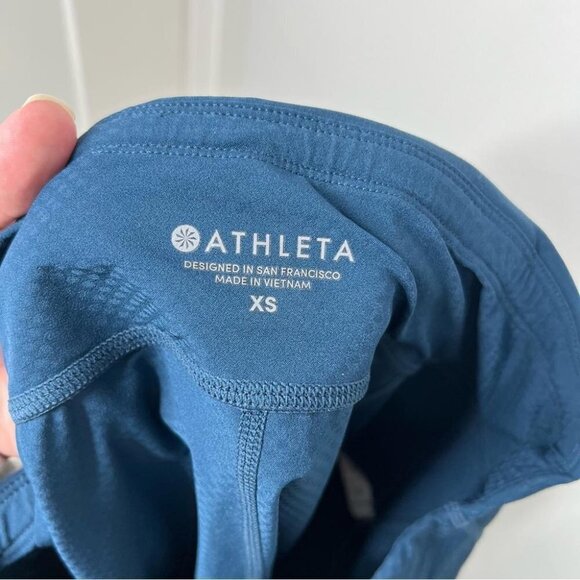 ATHLETA
DESIGNED IN SAN FRANCISCO
MADE IN VIETNAM
XS